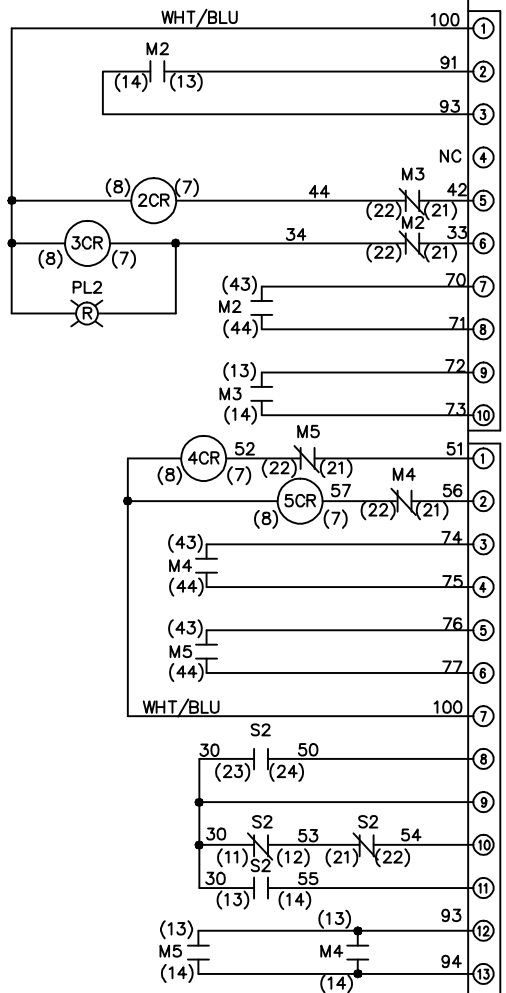 WHT/BLU 100 1
M2 91 2
(14) (13)
93 3
NC 4
(8) 2CR (7) 44 M3 42 5
(22) (21)
3CR 34 M2 33 6
(8) (7) (22) (21)
PL2
R
(43) 70 7
M2
(44) 71 8
(13) 72 9
M3
(14) 73 10
4CR 52 M5 51 1
(8) (7) (22) (21)
5CR 57 M4 56 2
(8) (7) (22) (21)
(43) 74 3
M4
(44) 75 4
(43) 76 5
M5
(44) 77 6
WHT/BLU 100 7
S2
30 50 8
(23) (24)
9
S2
30 53 S2 54 10
(11) (12) (21) (22)
S2
30 55 11
(13) (14)
(13) (13) 93 12
M5 M4
(14) (14) 94 13